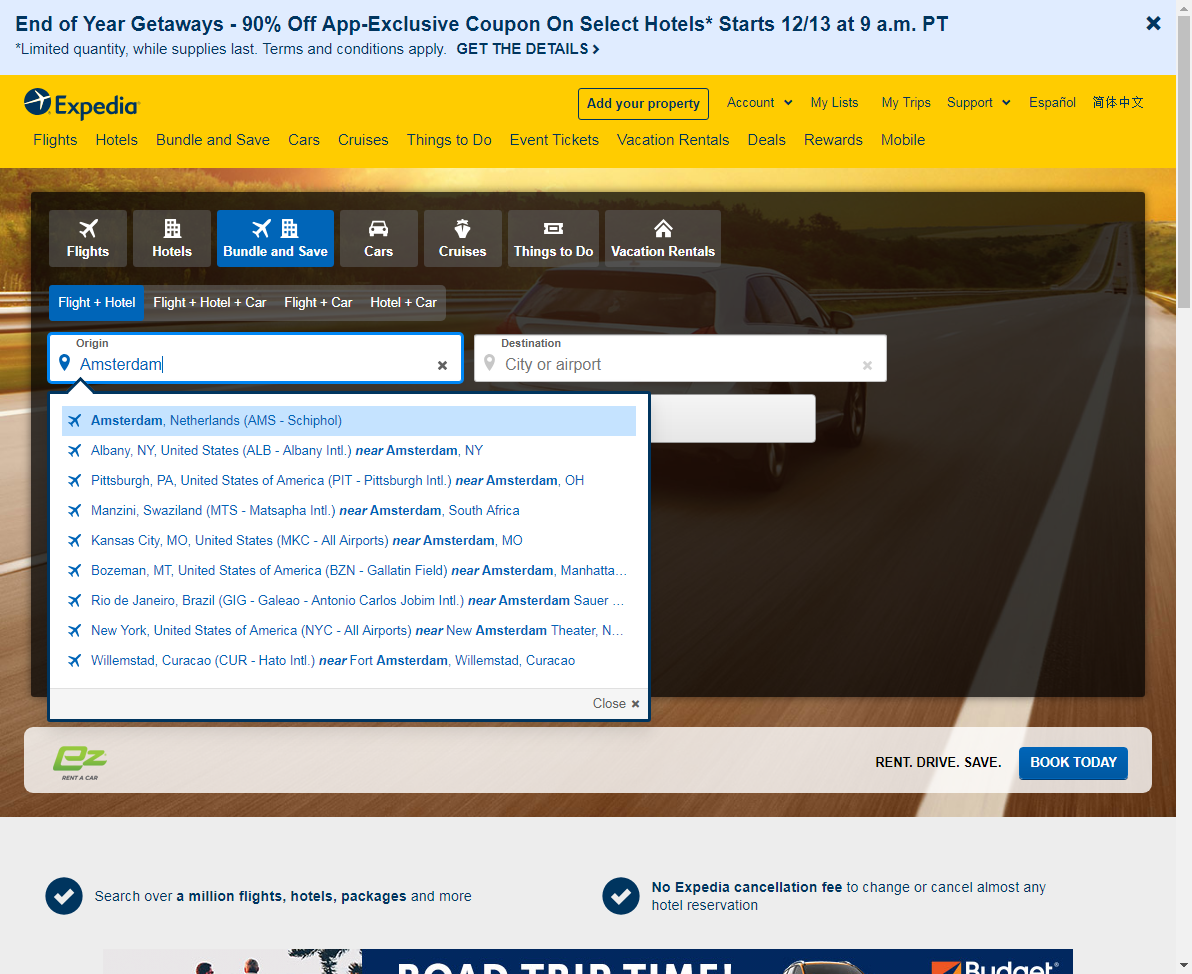 End of Year Getaways - 90% Off App-Exclusive Coupon On Select Hotels* Starts 12/13 at 9 a.m. PT
*Limited quantity, while supplies last. Terms and conditions apply. GET THE DETAILS
Expedia
Add your property
Account
My Lists
My Trips
Support
Español
简体中文
Flights
Hotels
Bundle and Save
Cars
Cruises
Things to Do
Event Tickets
Vacation Rentals
Deals
Rewards
Mobile
Flights
Hotels
Bundle and Save
Cars
Cruises
Things to Do
Vacation Rentals
Flight + Hotel
Flight + Hotel + Car
Flight + Car
Hotel + Car
Origin
Amsterdam
Destination
City or airport
Amsterdam, Netherlands (AMS - Schiphol)
Albany, NY, United States (ALB - Albany Intl.) near Amsterdam, NY
Pittsburgh, PA, United States of America (PIT - Pittsburgh Intl.) near Amsterdam, OH
Manzini, Swaziland (MTS - Matsapha Intl.) near Amsterdam, South Africa
Kansas City, MO, United States (MKC - All Airports) near Amsterdam, MO
Bozeman, MT, United States of America (BZN - Gallatin Field) near Amsterdam, Manhatta...
Rio de Janeiro, Brazil (GIG - Galeao - Antonio Carlos Jobim Intl.) near Amsterdam Sauer ...
New York, United States of America (NYC - All Airports) near New Amsterdam Theater, N...
Willemstad, Curacao (CUR - Hato Intl.) near Fort Amsterdam, Willemstad, Curacao
Close
ez
RENT A CAR
RENT. DRIVE. SAVE.
BOOK TODAY
Search over a million flights, hotels, packages and more
No Expedia cancellation fee to change or cancel almost any
hotel reservation
ROAD TRIP TIME!
Budget